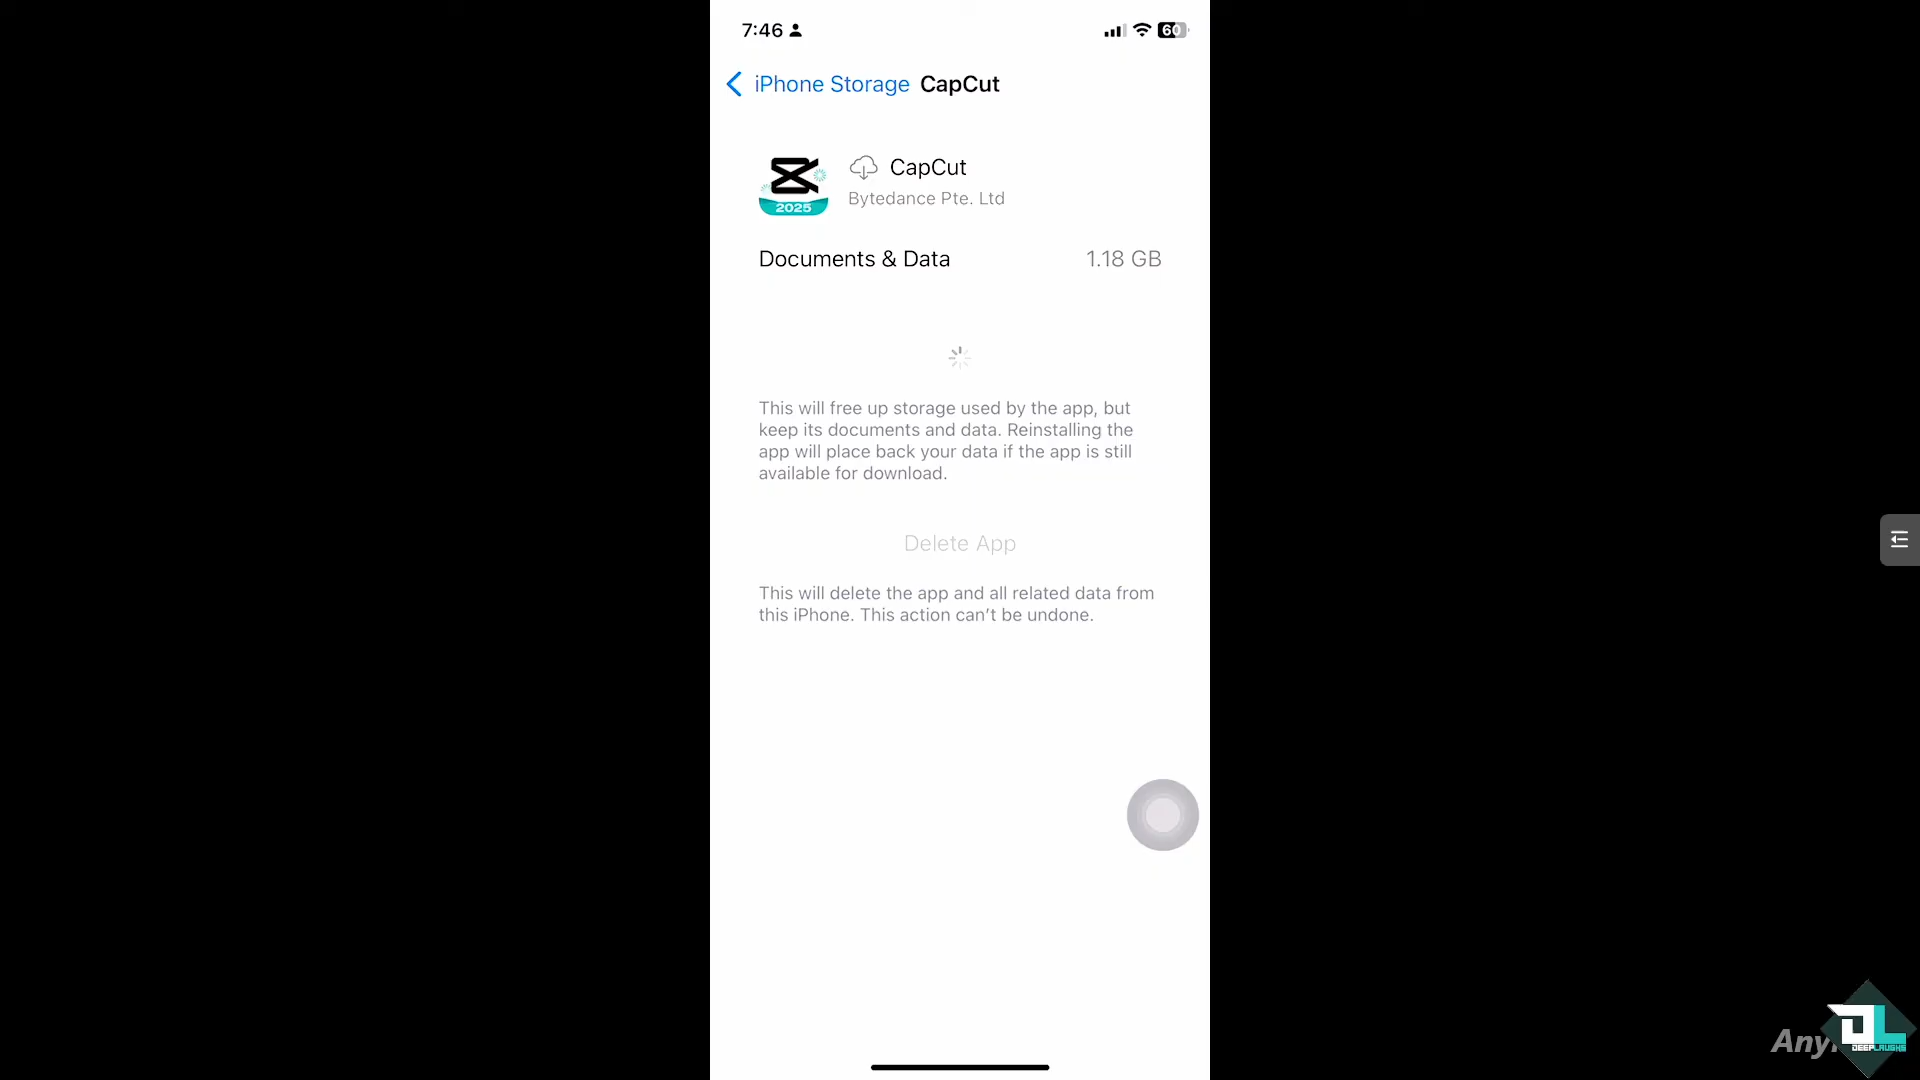 7:46
60
iPhone Storage CapCut
CapCut
2025
Bytedance Pte. Ltd
Documents & Data 1.18 GB
This will free up storage used by the app, but
keep its documents and data. Reinstalling the
app will place back your data if the app is still
available for download.
Delete App
This will delete the app and all related data from
this iPhone. This action can’t be undone.
Any
DL
DEEPLAUGHS